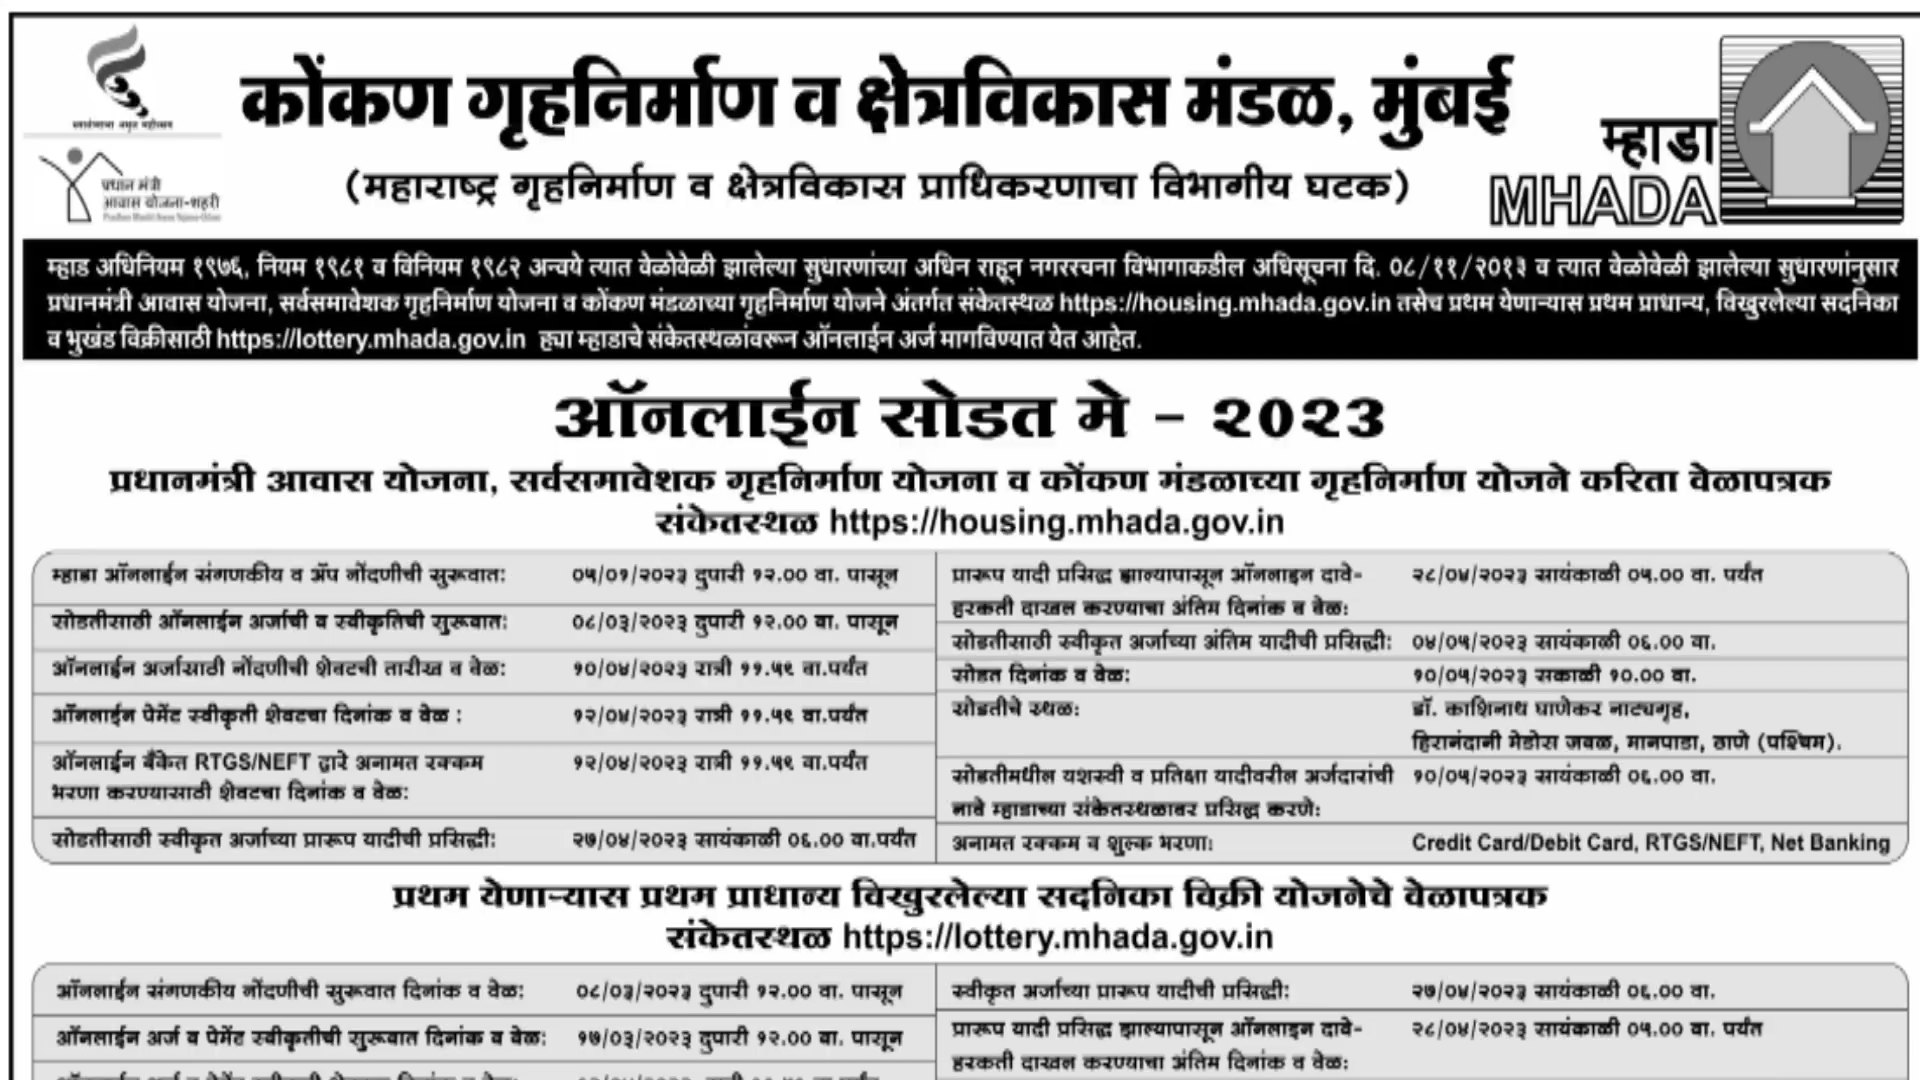 स्वातंत्र्याचा अमृत महोत्सव
प्रधान मंत्री
आवास योजना-शहरी
Pradhan Mantri Awas Yojana-Urban
कोंकण गृहनिर्माण व क्षेत्रविकास मंडळ, मुंबई
(महाराष्ट्र गृहनिर्माण व क्षेत्रविकास प्राधिकरणाचा विभागीय घटक)
म्हाडा
MHADA
म्हाड अधिनियम १९७६, नियम १९८१ व विनियम १९८२ अन्वये त्यात वेळोवेळी झालेल्या सुधारणांच्या अधिन राहून नगररचना विभागाकडील अधिसूचना दि. ०८/११/२०१३ व त्यात वेळोवेळी झालेल्या सुधारणांनुसार
प्रधानमंत्री आवास योजना, सर्वसमावेशक गृहनिर्माण योजना व कोंकण मंडळाच्या गृहनिर्माण योजने अंतर्गत संकेतस्थळ https://housing.mhada.gov.in तसेच प्रथम येणाऱ्यास प्रथम प्राधान्य, विखुरलेल्या सदनिका
व भुखंड विक्रीसाठी https://lottery.mhada.gov.in ह्या म्हाडाचे संकेतस्थळांवरून ऑनलाईन अर्ज मागविण्यात येत आहेत.
ऑनलाईन सोडत मे - २०२३
प्रधानमंत्री आवास योजना, सर्वसमावेशक गृहनिर्माण योजना व कोंकण मंडळाच्या गृहनिर्माण योजने करिता वेळापत्रक
संकेतस्थळ https://housing.mhada.gov.in
म्हाडा ऑनलाईन संगणकीय व ॲप नोंदणीची सुरूवात: ०५/०१/२०२३ दुपारी १२.०० वा. पासून
सोडतीसाठी ऑनलाईन अर्जाची व स्वीकृतिची सुरूवात: ०८/०३/२०२३ दुपारी १२.०० वा. पासून
ऑनलाईन अर्जासाठी नोंदणीची शेवटची तारीख व वेळ: १०/०४/२०२३ रात्री ११.५९ वा.पर्यंत
ऑनलाईन पेमेंट स्वीकृती शेवटचा दिनांक व वेळ : १२/०४/२०२३ रात्री ११.५९ वा.पर्यंत
ऑनलाईन बँकेत RTGS/NEFT द्वारे अनामत रक्कम १२/०४/२०२३ रात्री ११.५९ वा.पर्यंत
भरणा करण्यासाठी शेवटचा दिनांक व वेळ:
सोडतीसाठी स्वीकृत अर्जाच्या प्रारूप यादीची प्रसिद्धी: २७/०४/२०२३ सायंकाळी ०६.०० वा.पर्यंत
प्रारूप यादी प्रसिद्ध झाल्यापासून ऑनलाइन दावे- २८/०४/२०२३ सायंकाळी ०५.०० वा. पर्यंत
हरकती दाखल करण्याचा अंतिम दिनांक व वेळ:
सोडतीसाठी स्वीकृत अर्जाच्या अंतिम यादीची प्रसिद्धी: ०४/०५/२०२३ सायंकाळी ०६.०० वा.
सोडत दिनांक व वेळ: १०/०५/२०२३ सकाळी १०.०० वा.
सोडतीचे स्थळ: डॉ. काशिनाथ घाणेकर नाट्यगृह,
हिरानंदानी मेडोस जवळ, मानपाडा, ठाणे (पश्चिम).
सोडतीमधील यशस्वी व प्रतिक्षा यादीवरील अर्जदारांची १०/०५/२०२३ सायंकाळी ०६.०० वा.
नावे म्हाडाच्या संकेतस्थळावर प्रसिद्ध करणे:
अनामत रक्कम व शुल्क भरणा: Credit Card/Debit Card, RTGS/NEFT, Net Banking
प्रथम येणाऱ्यास प्रथम प्राधान्य विखुरलेल्या सदनिका विक्री योजनेचे वेळापत्रक
संकेतस्थळ https://lottery.mhada.gov.in
ऑनलाईन संगणकीय नोंदणीची सुरूवात दिनांक व वेळ: ०८/०३/२०२३ दुपारी १२.०० वा. पासून
ऑनलाईन अर्ज व पेमेंट स्वीकृतीची सुरूवात दिनांक व वेळ: १७/०३/२०२३ दुपारी १२.०० वा. पासून
स्वीकृत अर्जाच्या प्रारूप यादीची प्रसिद्धी: २७/०४/२०२३ सायंकाळी ०६.०० वा.
प्रारूप यादी प्रसिद्ध झाल्यापासून ऑनलाइन दावे- २८/०४/२०२३ सायंकाळी ०५.०० वा. पर्यंत
हरकती दाखल करण्याचा अंतिम दिनांक व वेळ: